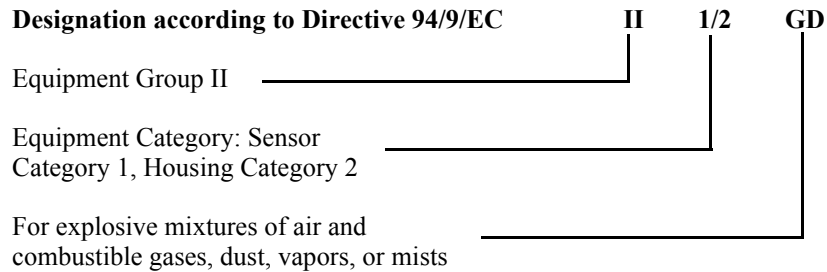 Designation according to Directive 94/9/EC II 1/2 GD
Equipment Group II
Equipment Category: Sensor
Category 1, Housing Category 2
For explosive mixtures of air and
combustible gases, dust, vapors, or mists